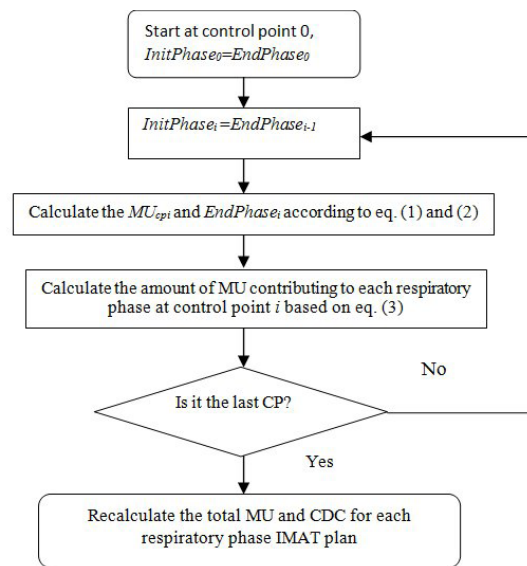 Start at control point 0,
InitPhase₀=EndPhase₀
InitPhaseᵢ=EndPhaseᵢ₋₁
Calculate the MU_cpi and EndPhaseᵢ according to eq. (1) and (2)
Calculate the amount of MU contributing to each respiratory
phase at control point i based on eq. (3)
No
Is it the last CP?
Yes
Recalculate the total MU and CDC for each
respiratory phase IMAT plan